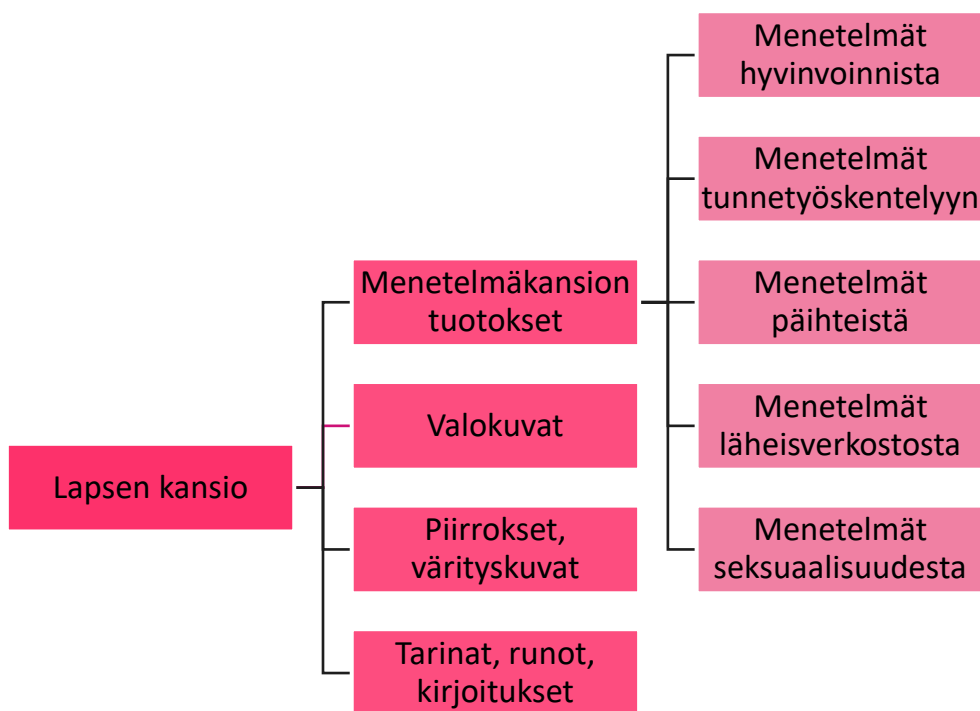 Lapsen kansio
Menetelmäkansion
tuotokset
Valokuvat
Piirrokset,
värityskuvat
Tarinat, runot,
kirjoitukset
Menetelmät
hyvinvoinnista
Menetelmät
tunnetyöskentelyyn
Menetelmät
päihteistä
Menetelmät
läheisverkostosta
Menetelmät
seksuaalisuudesta